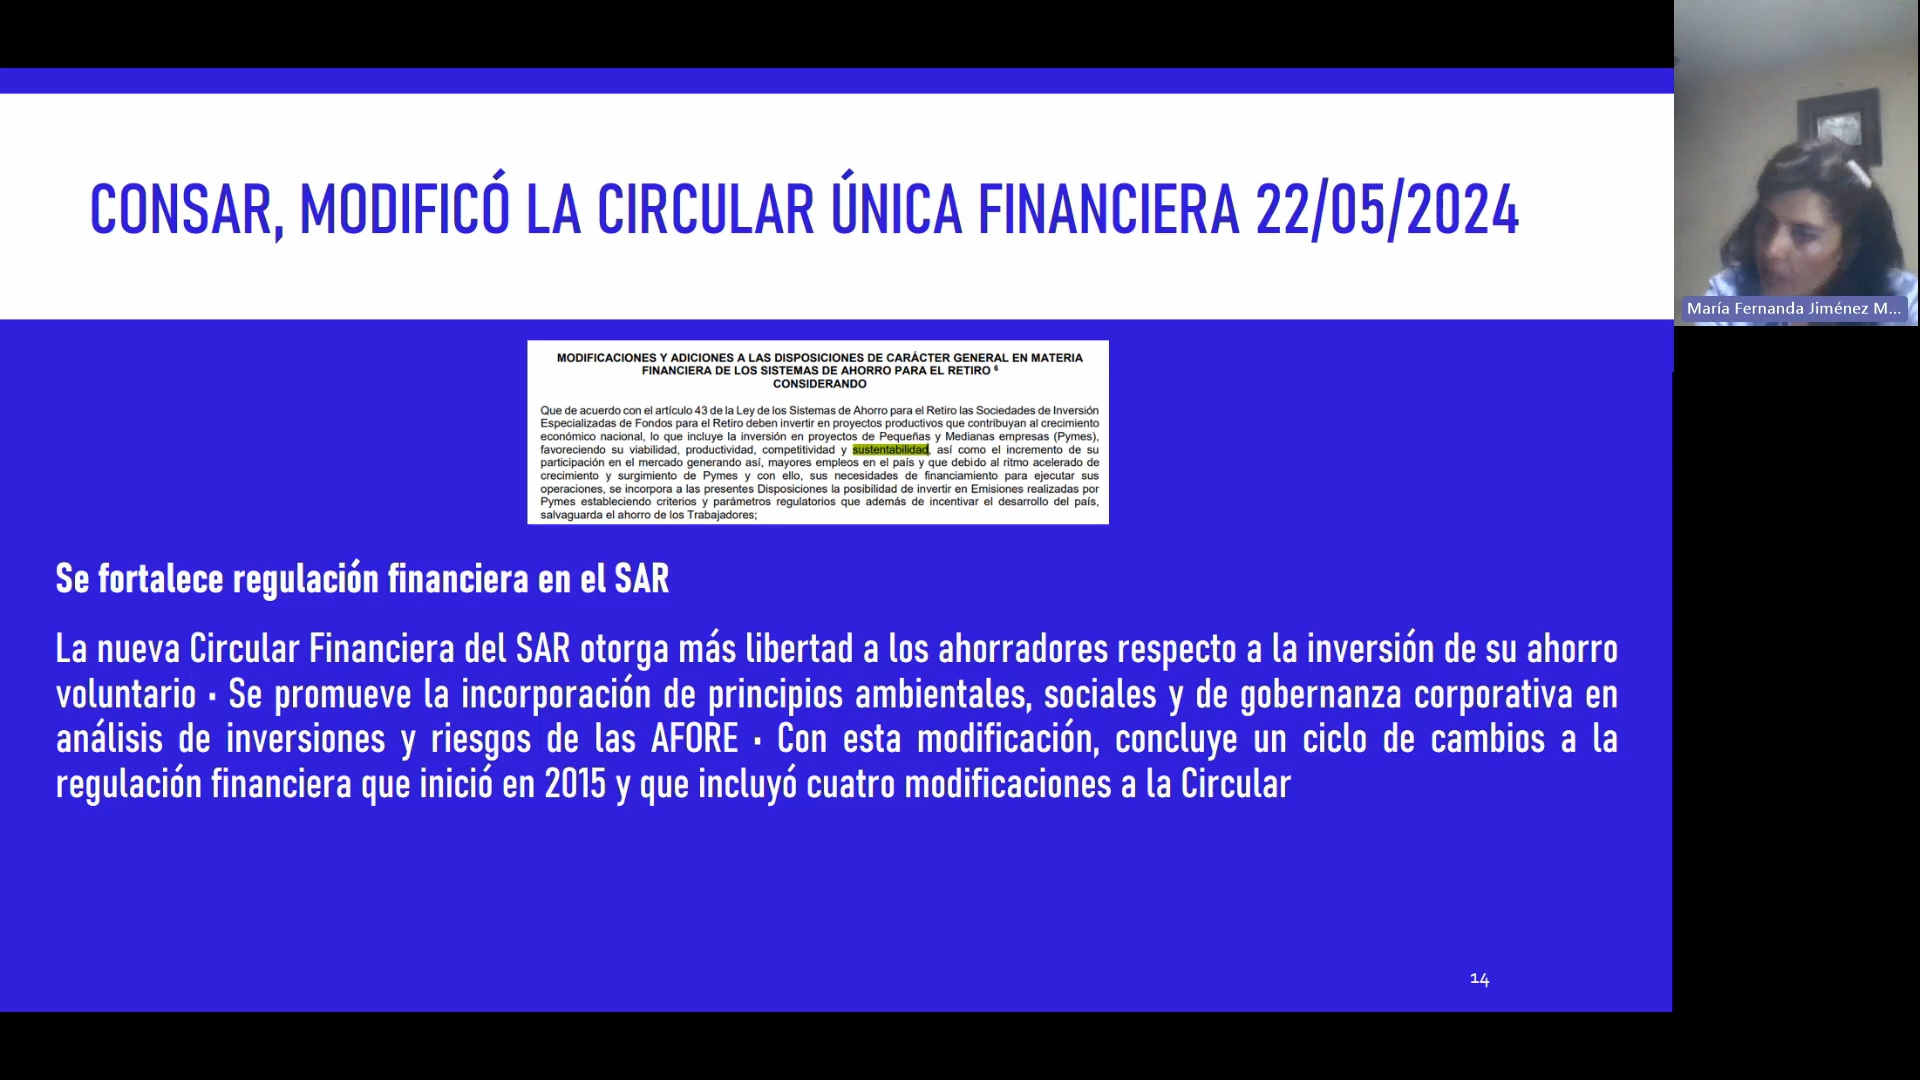 CONSAR, MODIFICÓ LA CIRCULAR ÚNICA FINANCIERA 22/05/2024
María Fernanda Jiménez M...
MODIFICACIONES Y ADICIONES A LAS DISPOSICIONES DE CARÁCTER GENERAL EN MATERIA
FINANCIERA DE LOS SISTEMAS DE AHORRO PARA EL RETIRO ⁶
CONSIDERANDO
Que de acuerdo con el artículo 43 de la Ley de los Sistemas de Ahorro para el Retiro las Sociedades de Inversión
Especializadas de Fondos para el Retiro deben invertir en proyectos productivos que contribuyan al crecimiento
económico nacional, lo que incluye la inversión en proyectos de Pequeñas y Medianas empresas (Pymes),
favoreciendo su viabilidad, productividad, competitividad y sustentabilidad, así como el incremento de su
participación en el mercado generando así, mayores empleos en el país y que debido al ritmo acelerado de
crecimiento y surgimiento de Pymes y con ello, sus necesidades de financiamiento para ejecutar sus
operaciones, se incorpora a las presentes Disposiciones la posibilidad de invertir en Emisiones realizadas por
Pymes estableciendo criterios y parámetros regulatorios que además de incentivar el desarrollo del país,
salvaguarda el ahorro de los Trabajadores;
Se fortalece regulación financiera en el SAR
La nueva Circular Financiera del SAR otorga más libertad a los ahorradores respecto a la inversión de su ahorro
voluntario · Se promueve la incorporación de principios ambientales, sociales y de gobernanza corporativa en
análisis de inversiones y riesgos de las AFORE · Con esta modificación, concluye un ciclo de cambios a la
regulación financiera que inició en 2015 y que incluyó cuatro modificaciones a la Circular
14